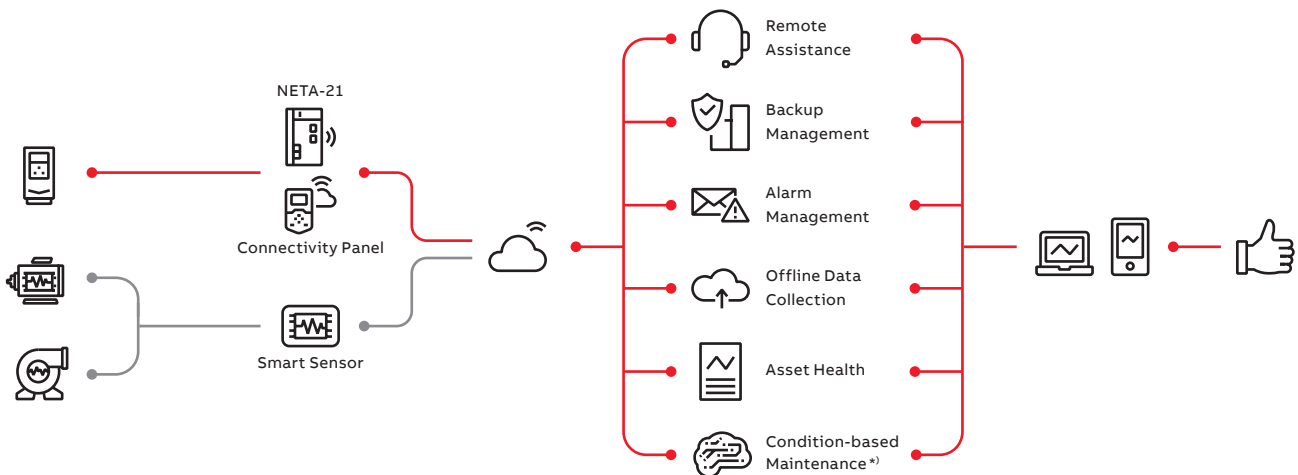 NETA-21
Connectivity Panel
Smart Sensor
Remote
Assistance
Backup
Management
Alarm
Management
Offline Data
Collection
Asset Health
Condition-based
Maintenance*)